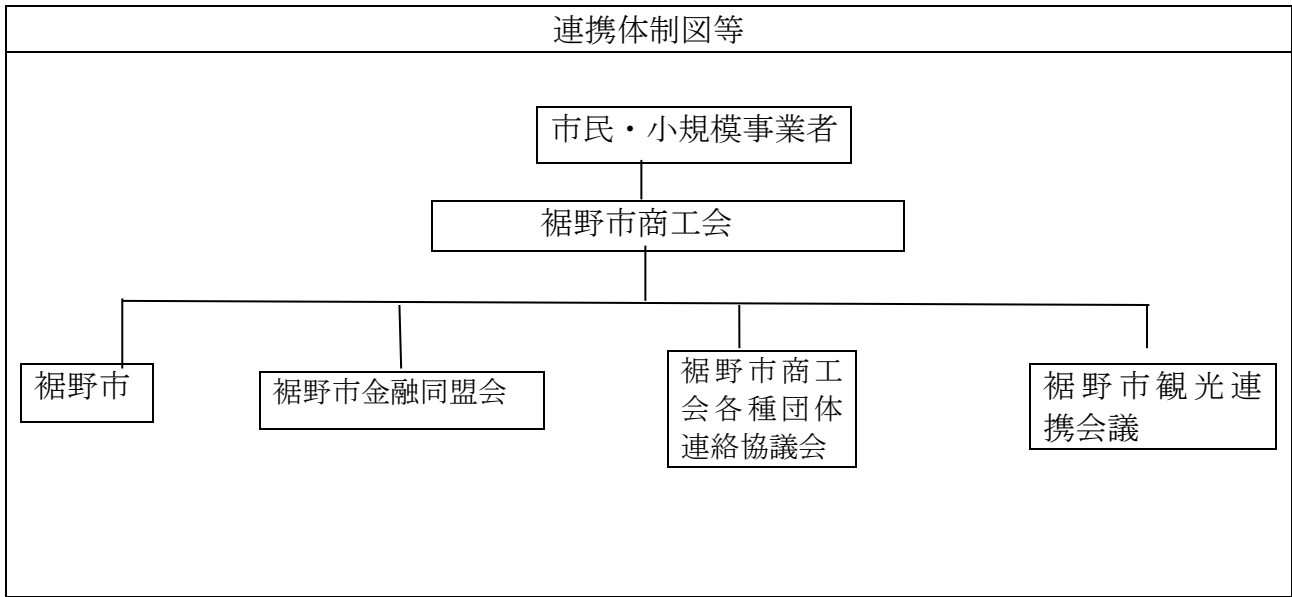 連携体制図等
市民・小規模事業者
裾野市商工会
裾野市
裾野市金融同盟会
裾野市商工
会各種団体
連絡協議会
裾野市観光連
携会議